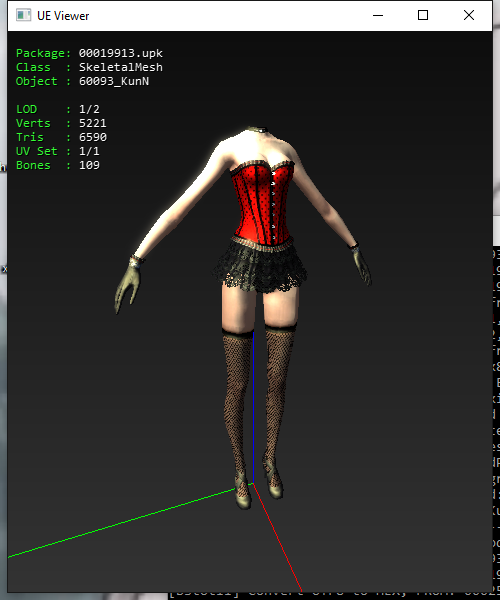 UE Viewer
Package: 00019913.upk
Class : SkeletalMesh
Object : 60093_KunN
LOD : 1/2
Verts : 5221
Tris : 6590
UV Set : 1/1
Bones : 109